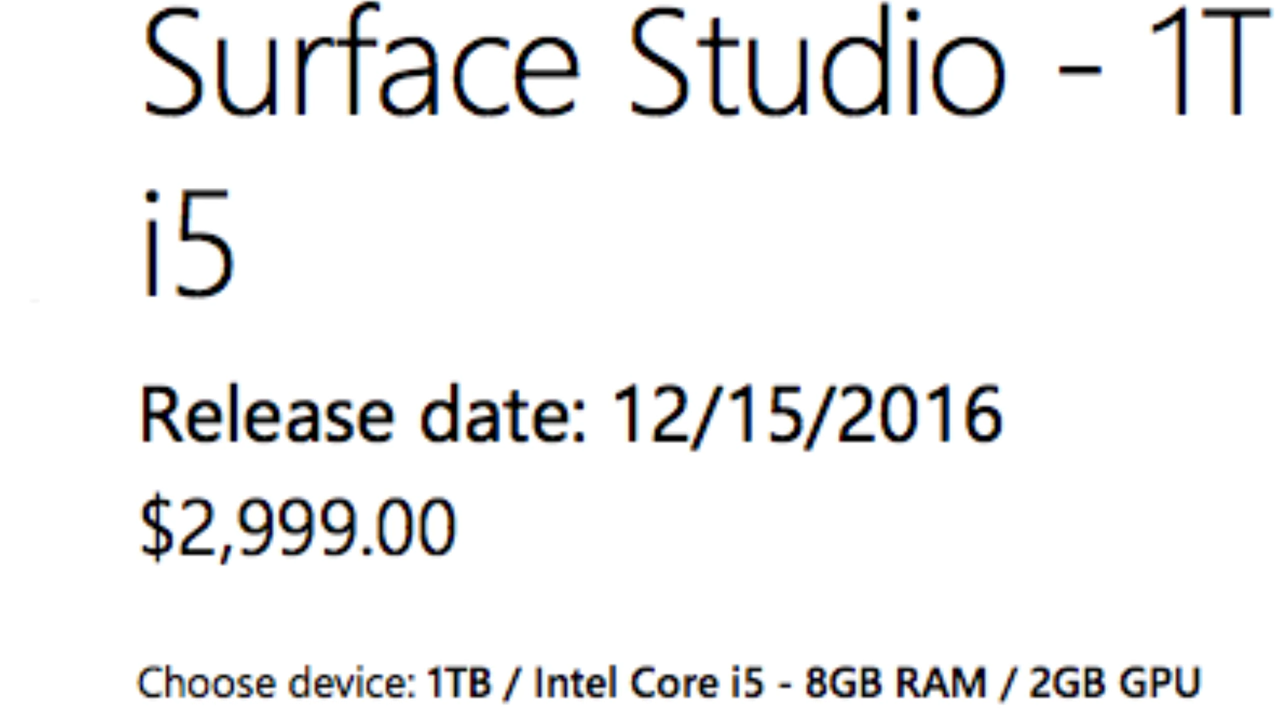 Surface Studio - 1T
i5
Release date: 12/15/2016
$2,999.00
Choose device: 1TB / Intel Core i5 - 8GB RAM / 2GB GPU